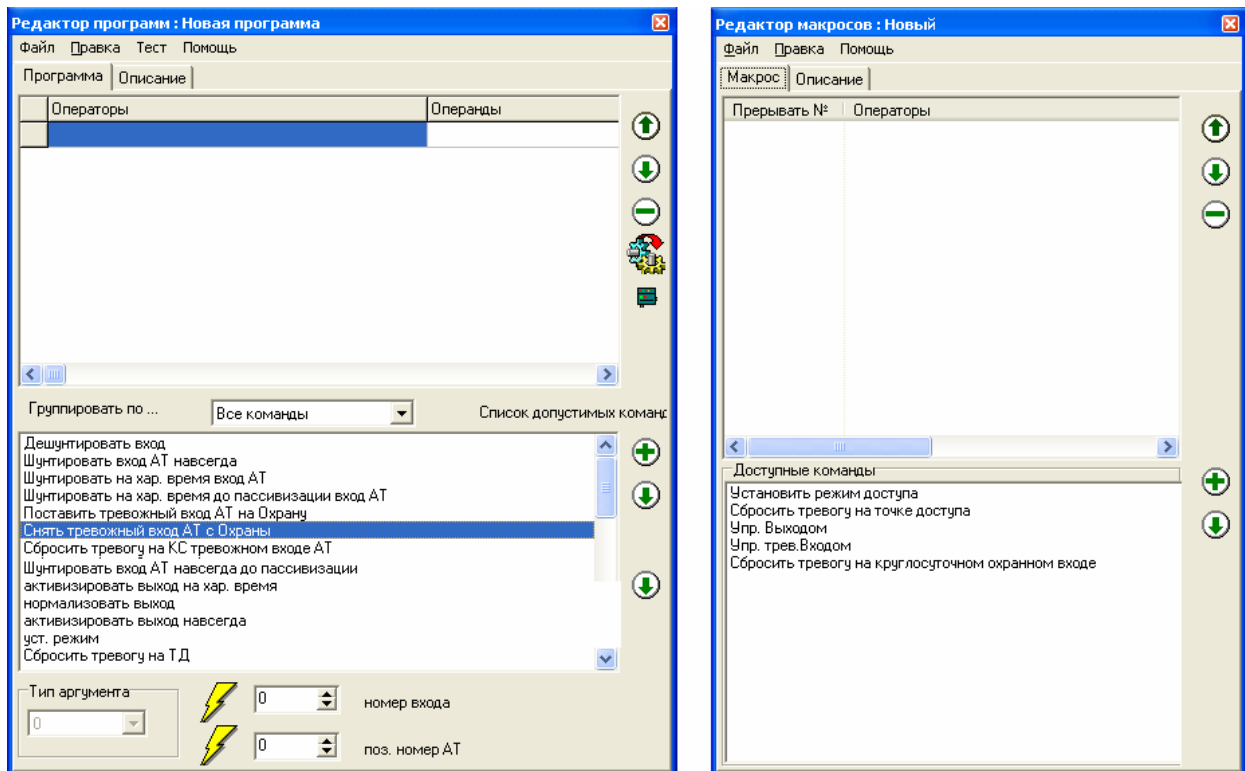 Редактор программ : Новая программа
Файл Правка Тест Помощь
Программа Описание
Операторы Операнды
Группировать по ... Все команды Список допустимых команд
Дешунтировать вход
Шунтировать вход АТ навсегда
Шунтировать на хар. время вход АТ
Шунтировать на хар. время до пассивизации вход АТ
Поставить тревожный вход АТ на Охрану
Снять тревожный вход АТ с Охраны
Сбросить тревогу на КС тревожном входе АТ
Шунтировать вход АТ навсегда до пассивизации
активизировать выход на хар. время
нормализовать выход
активизировать выход навсегда
уст. режим
Сбросить тревогу на ТД
Тип аргумента
0
0 номер входа
0 поз. номер АТ
Редактор макросов : Новый
Файл Правка Помощь
Макрос Описание
Прерывать № Операторы
Доступные команды
Установить режим доступа
Сбросить тревогу на точке доступа
Упр. Выходом
Упр. трев.Входом
Сбросить тревогу на круглосуточном охранном входе